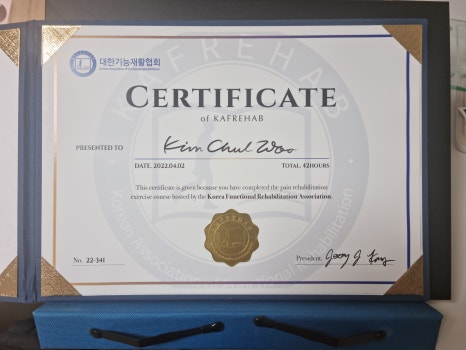 대한기능재활협회
CERTIFICATE
of KAFREHAB
PRESENTED TO Kim Chul Woo
DATE. 2022.04.02 TOTAL. 42HOURS
This certificate is given because you have completed the pain rehabilitation
exercise course hosted by the Korea Functional Rehabilitation Association.
KAFREHAB
No. 22-341 President.